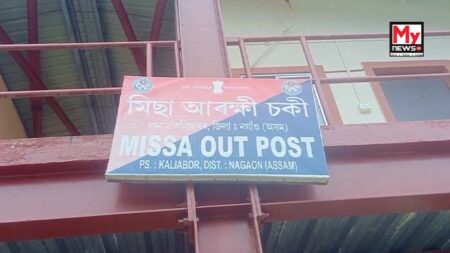 My
NEWS
মিছা আৰক্ষী চকী
থানা : কলিয়াবৰ, জিলা : নগাঁও (অসম)
MISSA OUT POST
PS. : KALIABOR, DIST. : NAGAON (ASSAM)